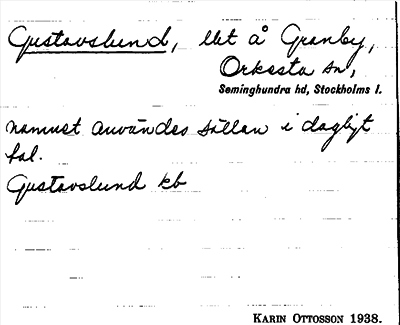 Gustavslund, lht å Granby,
Orkesta sn,
Seminghundra hd, Stockholms l.
namnet användes sällan i dagligt
tal.
Gustavslund kb
KARIN OTTOSSON 1938.